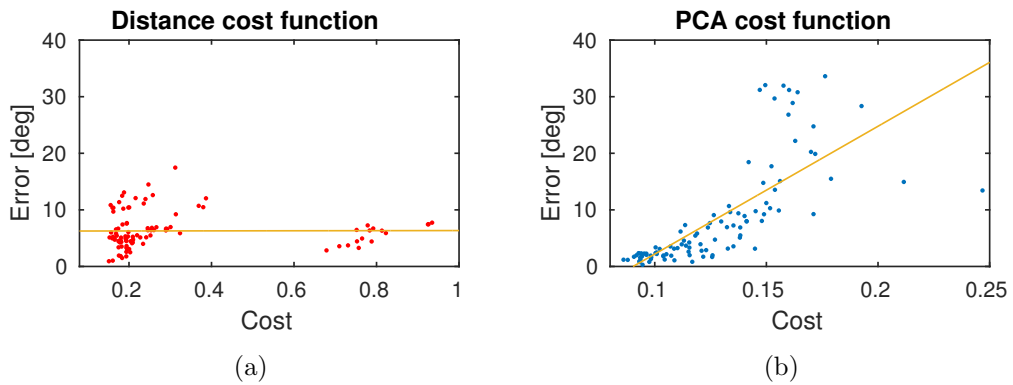 Distance cost function
40
30
20
10
0
Error [deg]
0.2
0.4
0.6
0.8
1
Cost
(a)
PCA cost function
40
30
20
10
0
Error [deg]
0.1
0.15
0.2
0.25
Cost
(b)